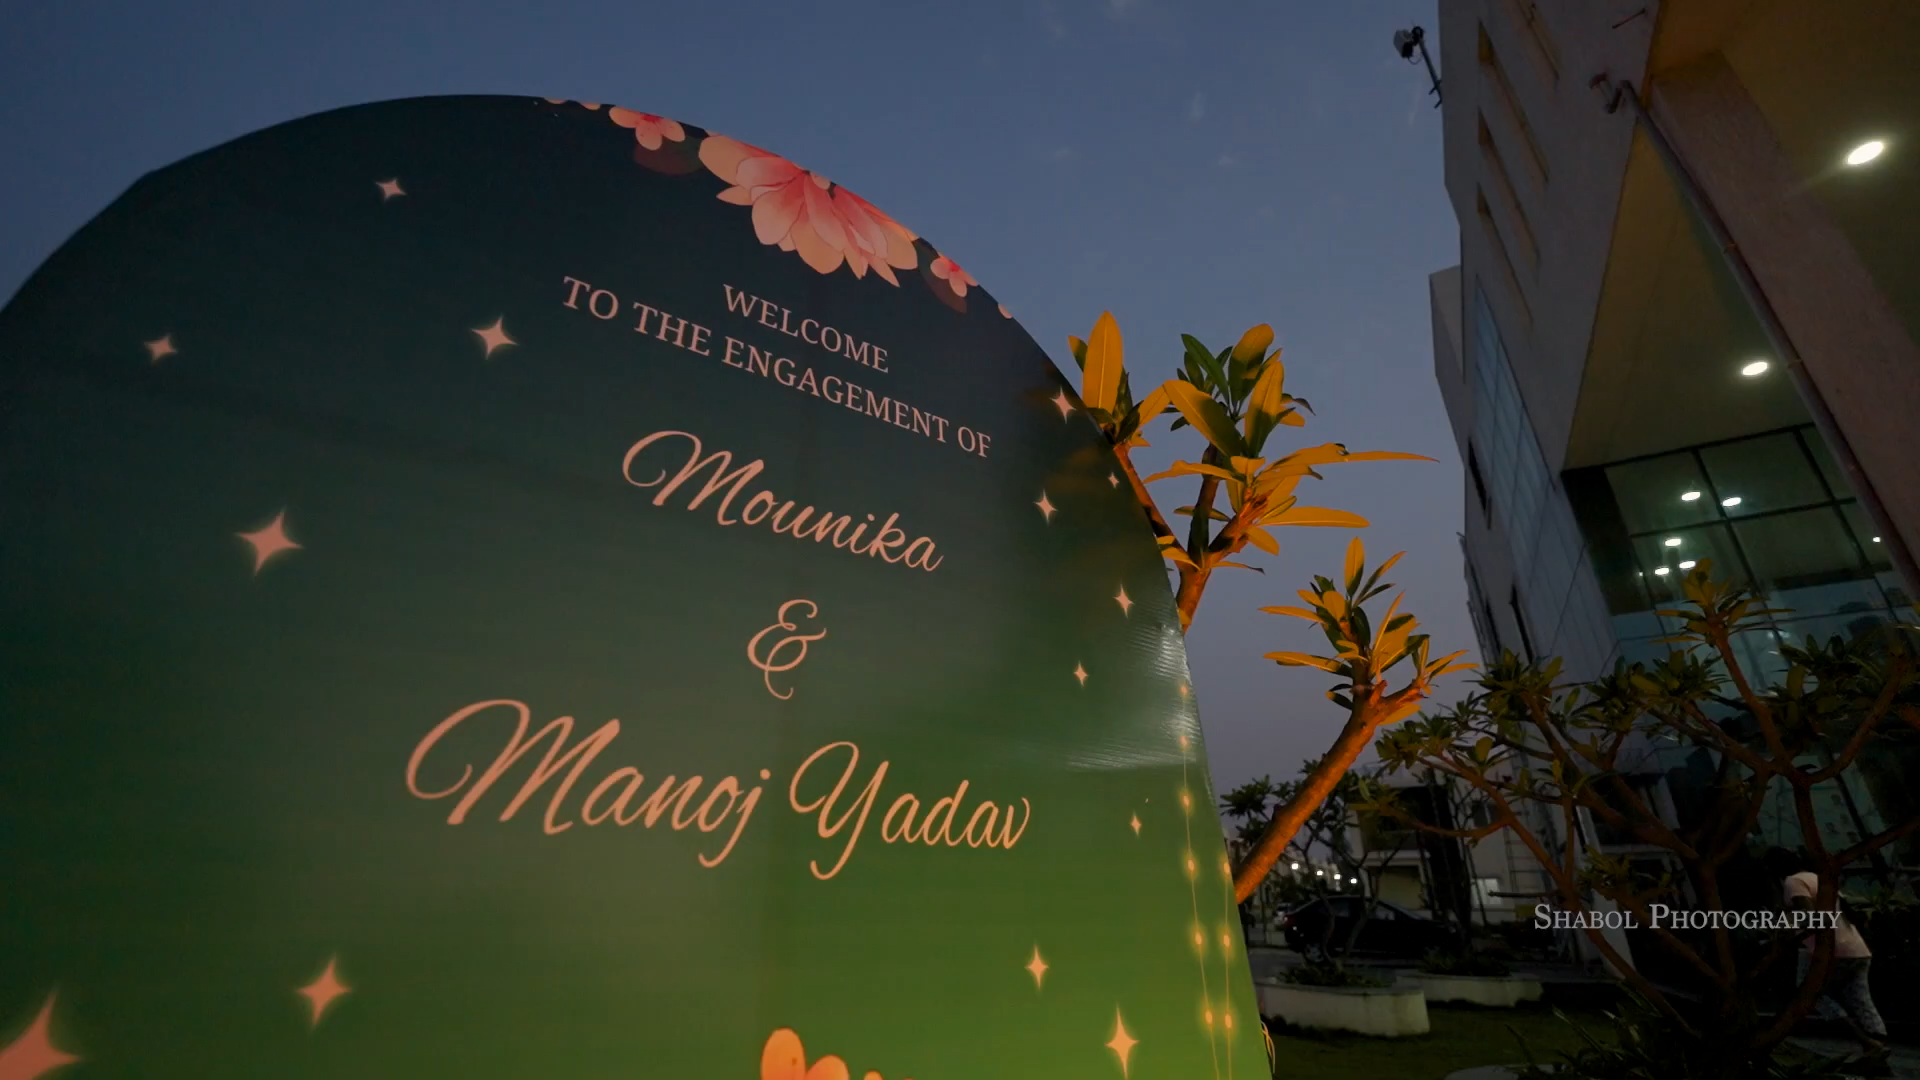 WELCOME
TO THE ENGAGEMENT OF
Mounika
&
Manoj Yadav
SHABOL PHOTOGRAPHY